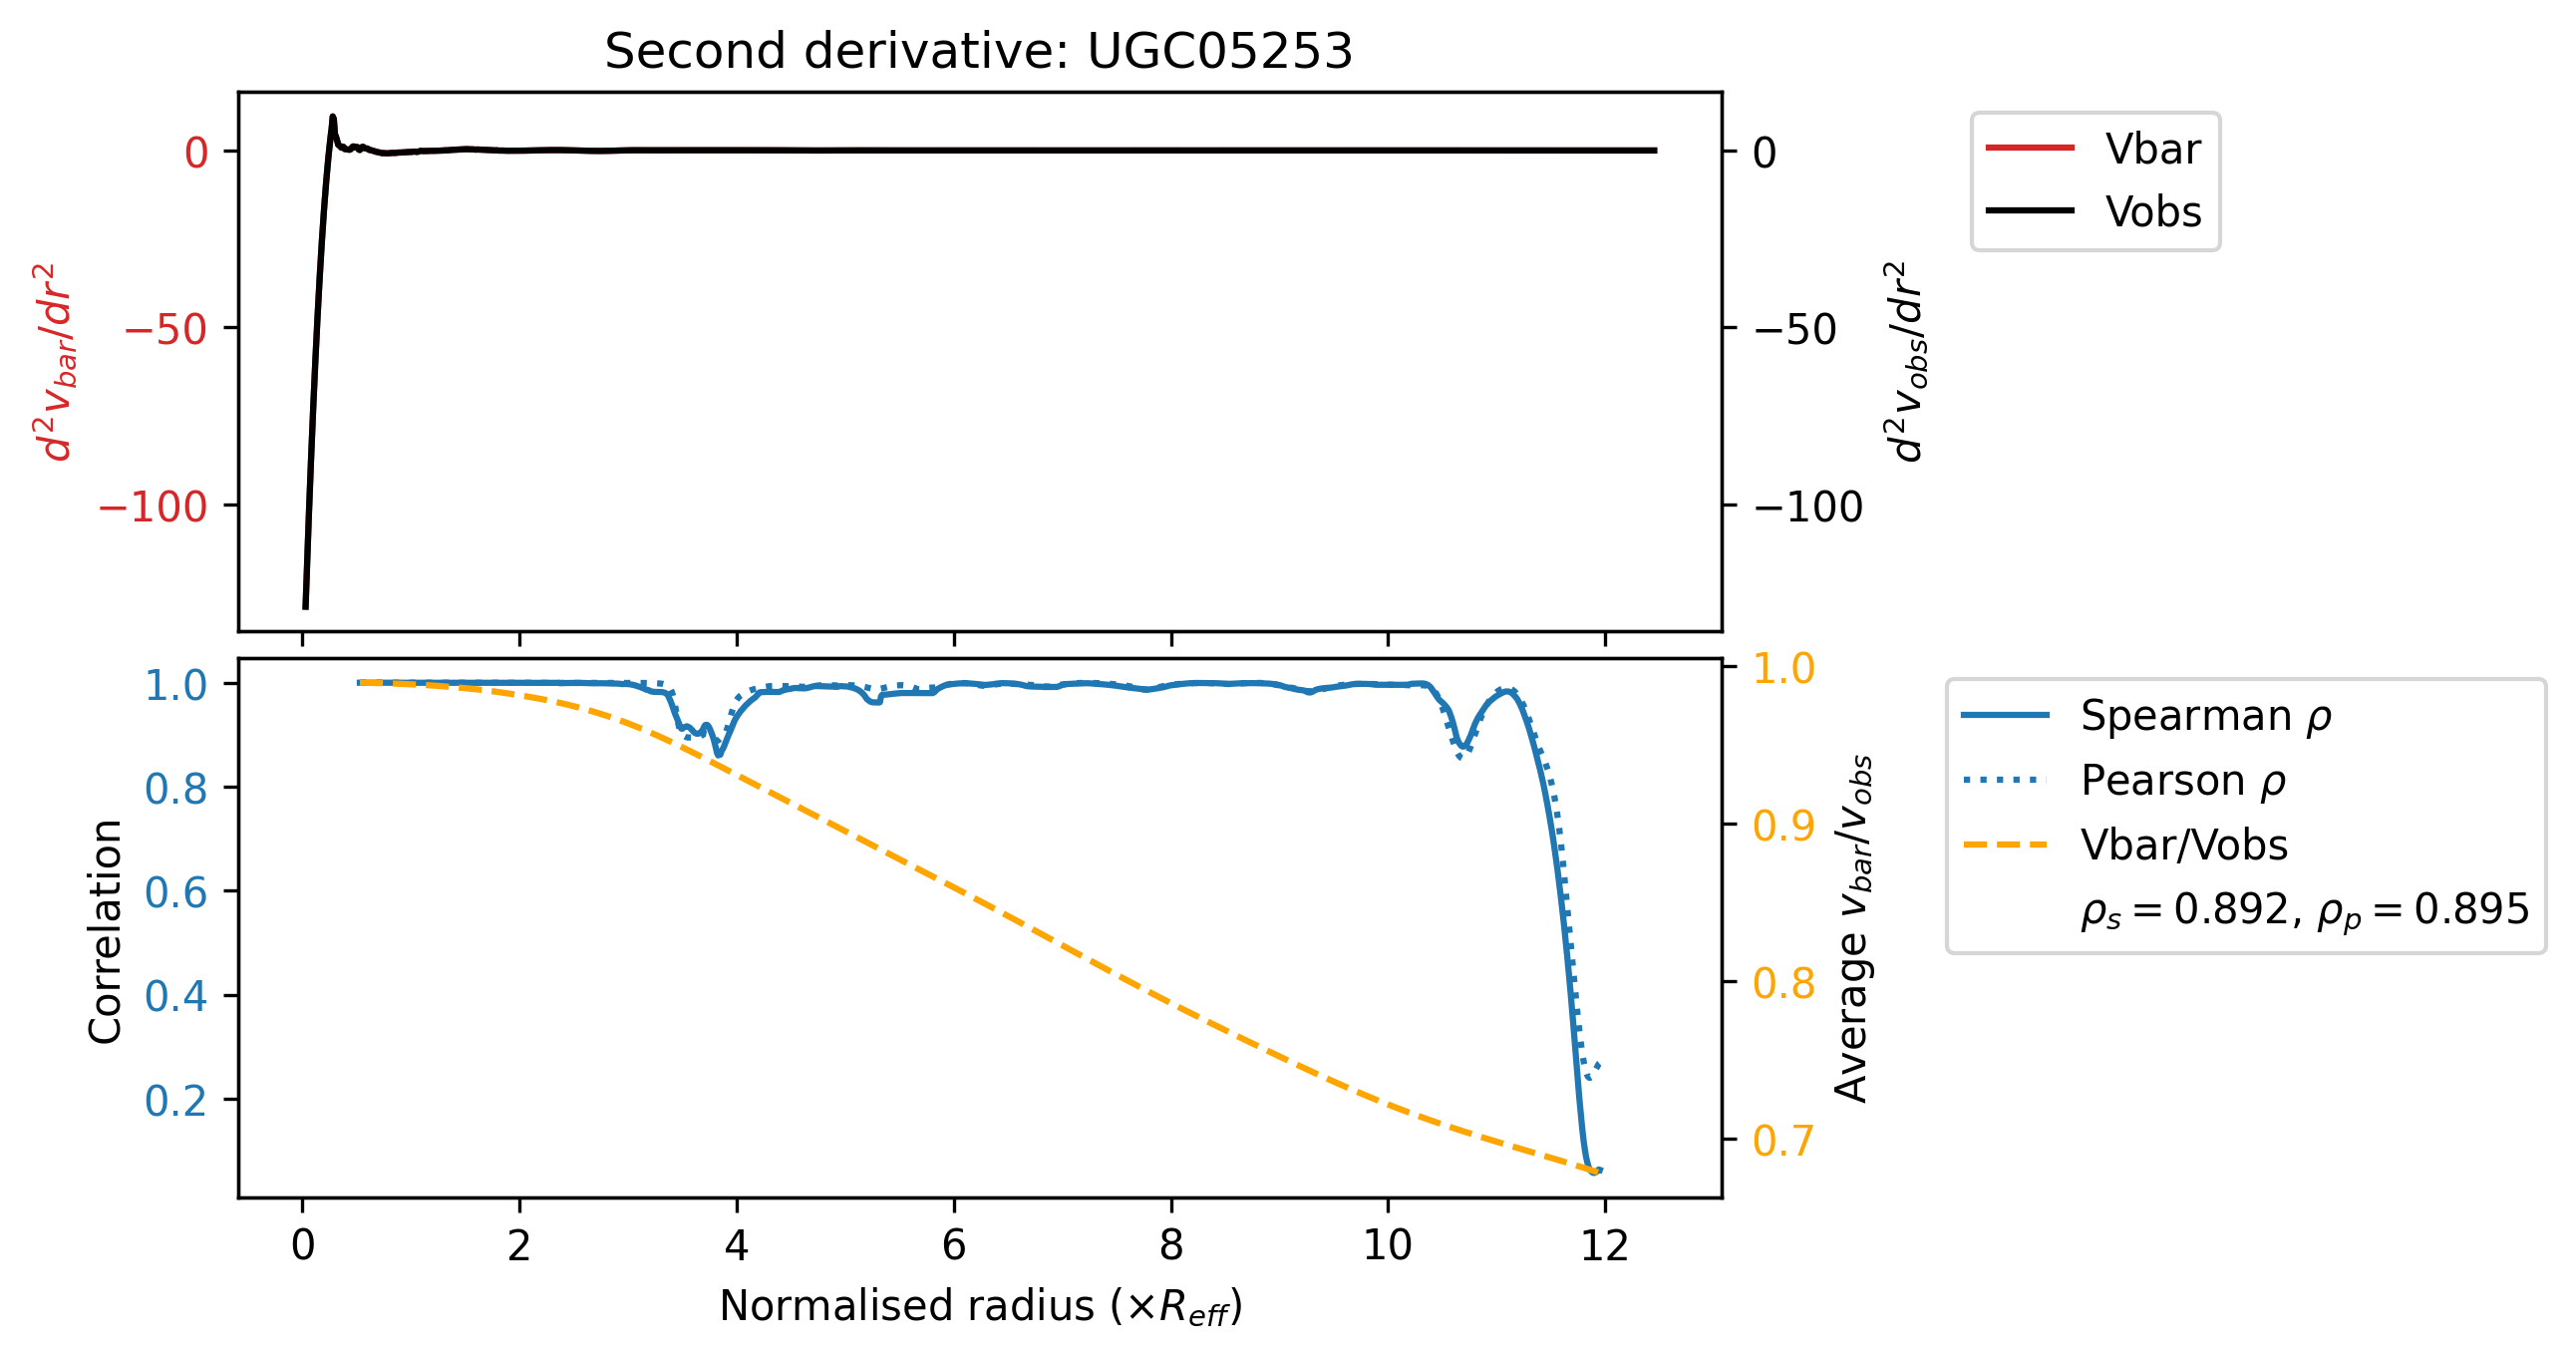 Second derivative: UGC05253
0
−50
−100
d²v_bar/dr²
0
−50
−100
d²v_obs/dr²
Vbar
Vobs
1.0
0.8
0.6
0.4
0.2
Correlation
1.0
0.9
0.8
0.7
Average v_bar/v_obs
Spearman ρ
Pearson ρ
Vbar/Vobs
ρ_s = 0.892, ρ_p = 0.895
0 2 4 6 8 10 12
Normalised radius (×R_eff)